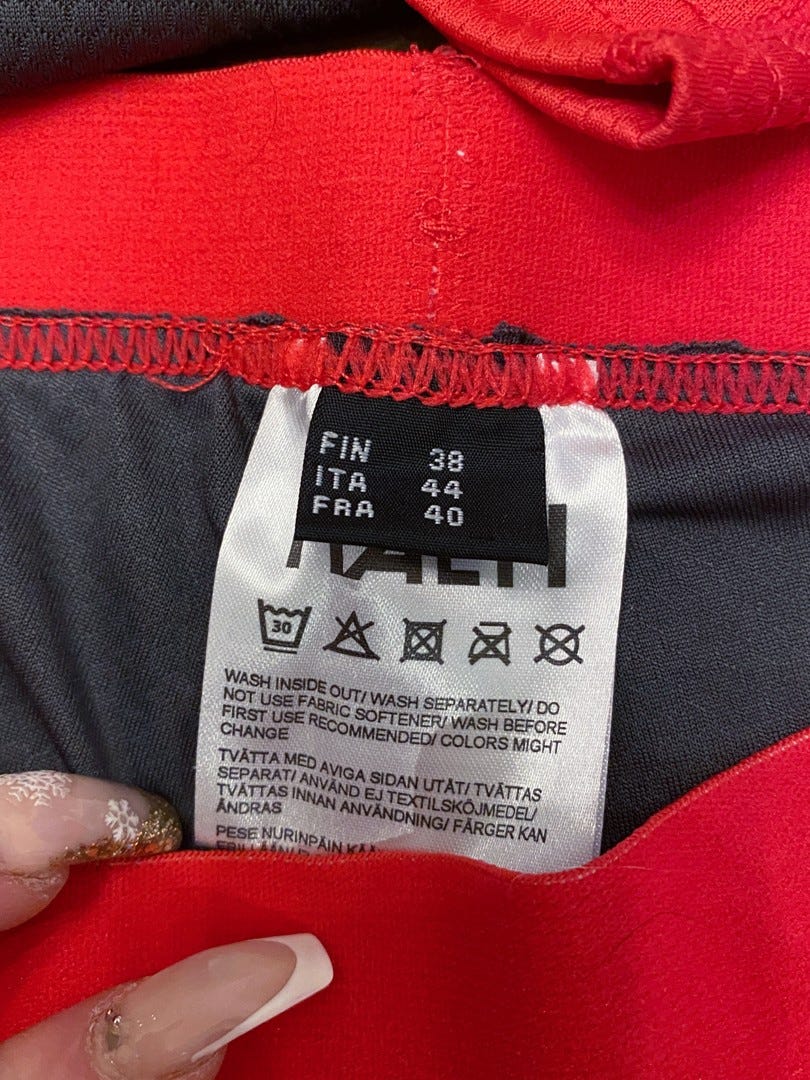 FIN 38
ITA 44
FRA 40
30
WASH INSIDE OUT/ WASH SEPARATELY/ DO
NOT USE FABRIC SOFTENER/ WASH BEFORE
FIRST USE RECOMMENDED/ COLORS MIGHT
CHANGE
TVÄTTA MED AVIGA SIDAN UTÅT/ TVÄTTAS
SEPARAT/ ANVÄND EJ TEXTILSKÖJMEDEL/
TVÄTTAS INNAN ANVÄNDNING/ FÄRGER KAN
ÄNDRAS
PESE NURINPÄIN